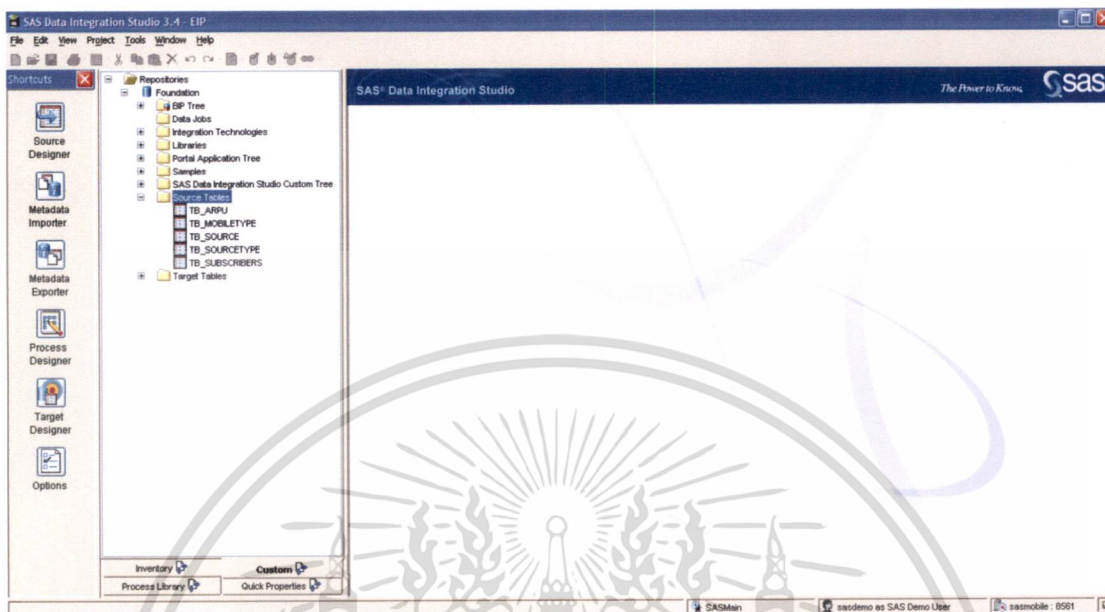 SAS Data Integration Studio 3.4 - EIP
File Edit View Project Tools Window Help
Shortcuts
Source Designer
Metadata Importer
Metadata Exporter
Process Designer
Target Designer
Options
Repositories
Foundation
BIP Tree
Data Jobs
Integration Technologies
Libraries
Portal Application Tree
Samples
SAS Data Integration Studio Custom Tree
Source Tables
TB_ARPU
TB_MOBILETYPE
TB_SOURCE
TB_SOURCETYPE
TB_SUBSCRIBERS
Target Tables
Inventory Custom
Process Library Quick Properties
SAS® Data Integration Studio
The Power to Know.
sas
SASMain sasdemo as SAS Demo User sasmobile : 8561